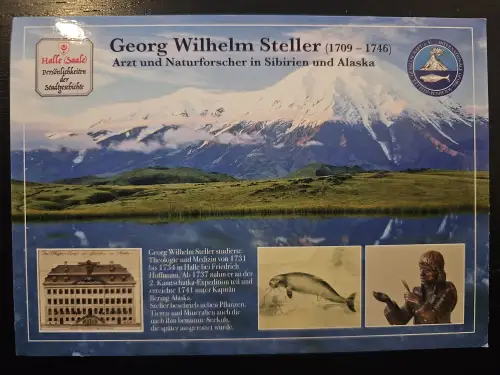 Halle (Saale)
Persönlichkeiten
der
Stadtgeschichte
Georg Wilhelm Steller (1709 – 1746)
Arzt und Naturforscher in Sibirien und Alaska
Georg Wilhelm Steller studierte
Theologie und Medizin von 1731
bis 1734 in Halle bei Friedrich
Hoffmann. Ab 1737 nahm er an der
2. Kamtschatka-Expedition teil und
erreichte 1741 unter Kapitän
Bering Alaska.
Steller beschrieb neben Pflanzen,
Tieren und Mineralien auch die
nach ihm benannte Seekuh,
die später ausgerottet wurde.